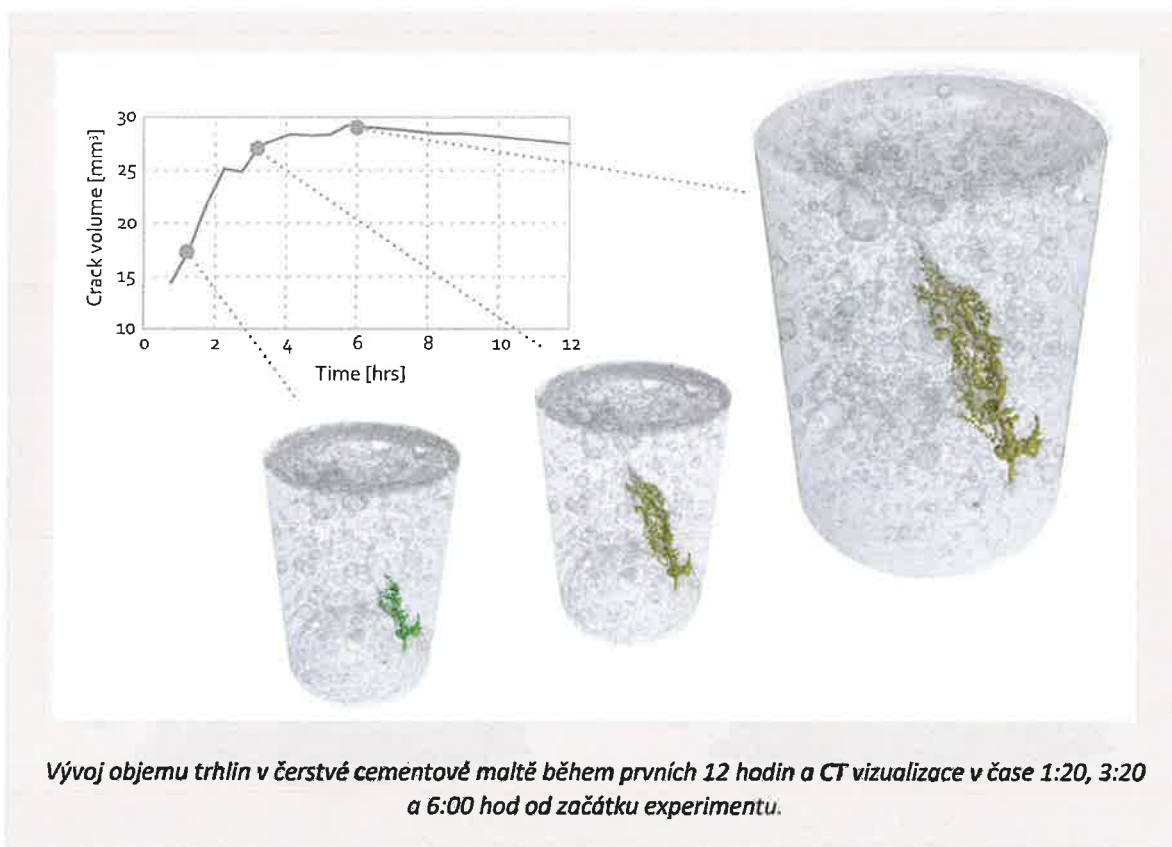 30
25
20
15
10
Crack volume [mm³]
0 2 4 6 8 10 12
Time [hrs]
Vývoj objemu trhlin v čerstvé cementové maltě během prvních 12 hodin a CT vizualizace v čase 1:20, 3:20
a 6:00 hod od začátku experimentu.